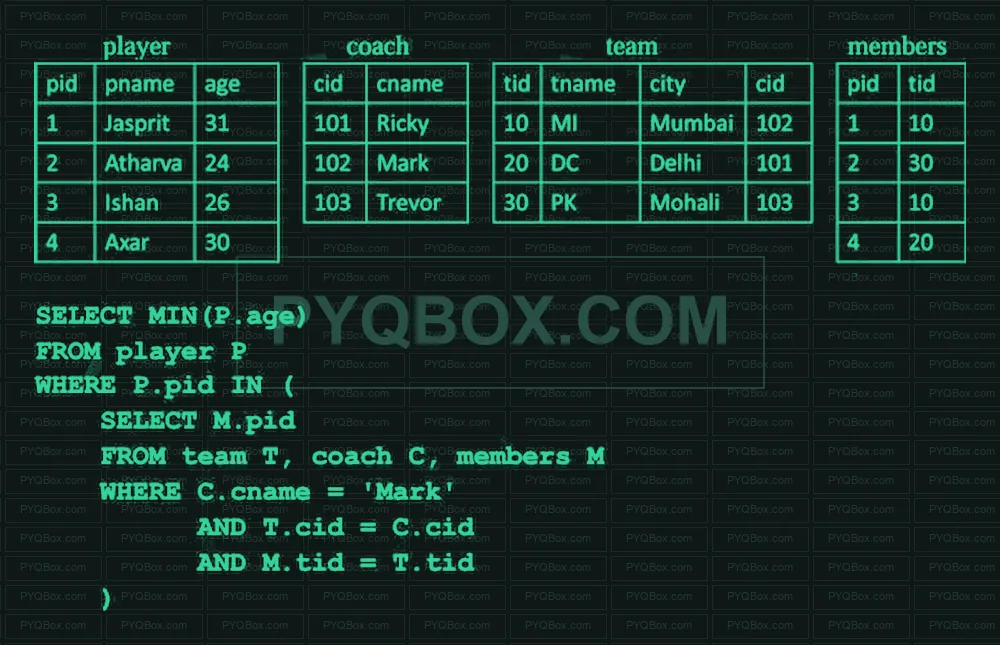 player coach team members
pid pname age cid cname tid tname city cid pid tid
1 Jasprit 31 101 Ricky 10 MI Mumbai 102 1 10
2 Atharva 24 102 Mark 20 DC Delhi 101 2 30
3 Ishan 26 103 Trevor 30 PK Mohali 103 3 10
4 Axar 30 4 20
PYQBOX.COM
SELECT MIN(P.age)
FROM player P
WHERE P.pid IN (
SELECT M.pid
FROM team T, coach C, members M
WHERE C.cname = 'Mark'
AND T.cid = C.cid
AND M.tid = T.tid
)